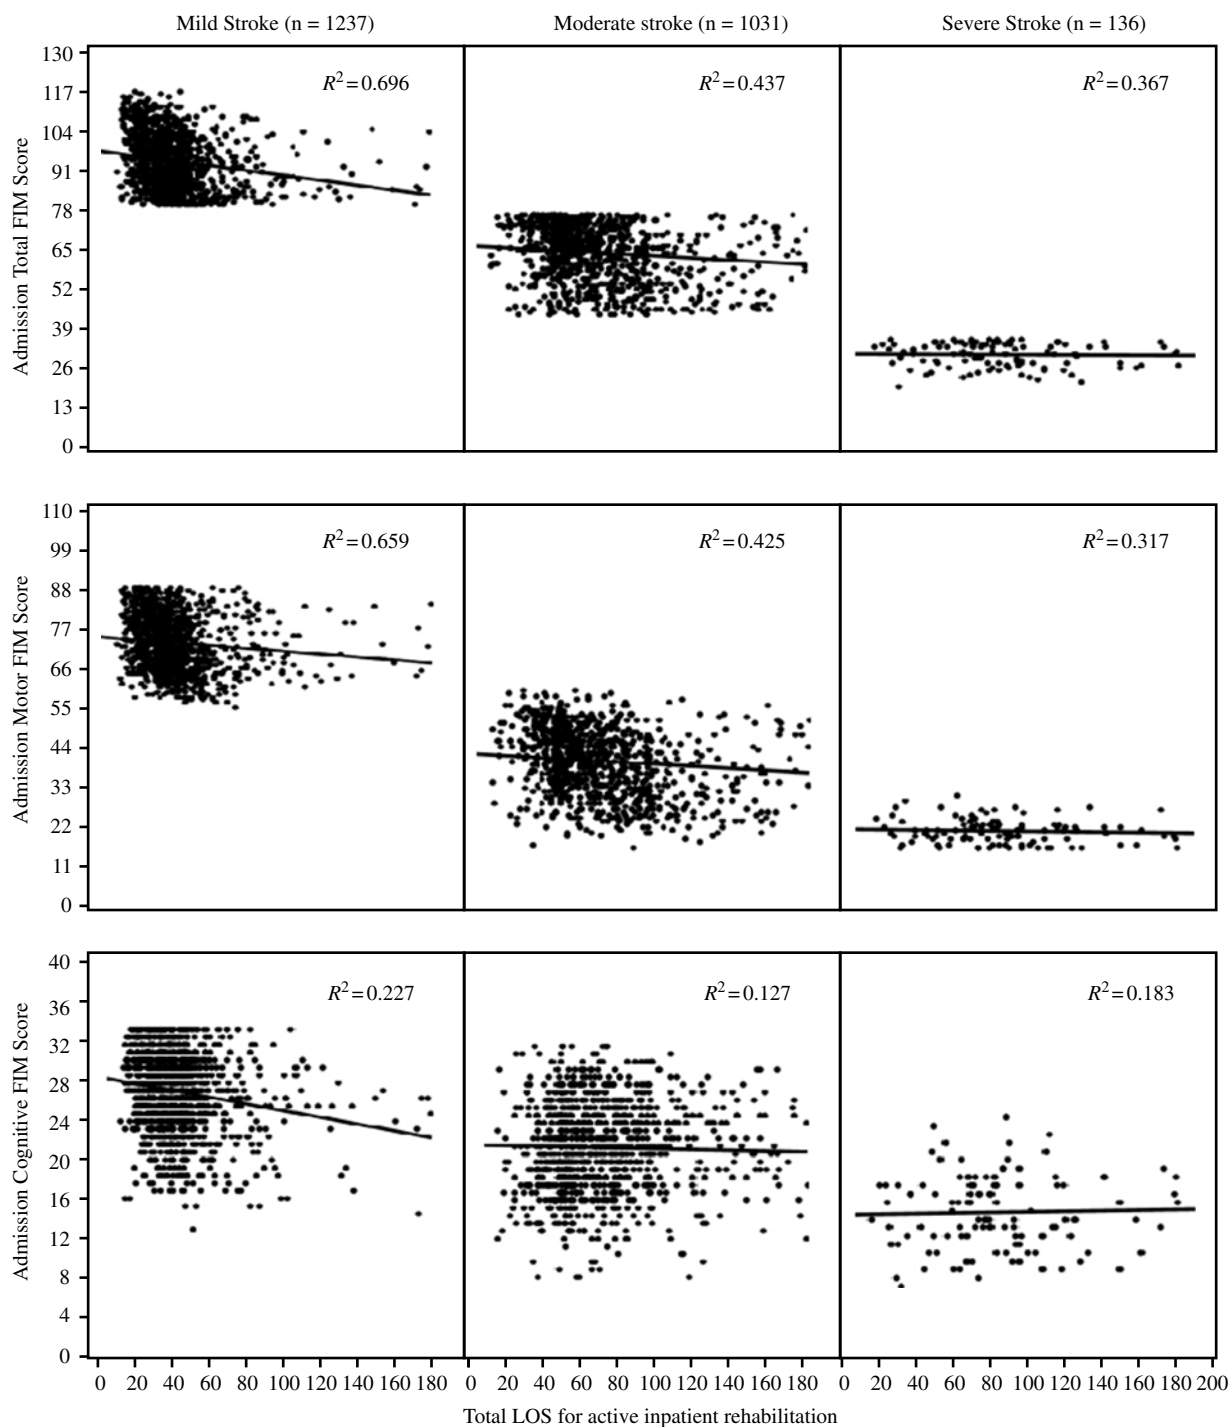 Mild Stroke (n = 1237)
Moderate stroke (n = 1031)
Severe Stroke (n = 136)
Admission Total FIM Score
130
117
104
91
78
65
52
39
26
13
0
R²=0.696
R²=0.437
R²=0.367
Admission Motor FIM Score
110
99
88
77
66
55
44
33
22
11
0
R²=0.659
R²=0.425
R²=0.317
Admission Cognitive FIM Score
40
36
32
28
24
20
16
12
8
4
0
R²=0.227
R²=0.127
R²=0.183
0 20 40 60 80 100 120 140 160 180
0 20 40 60 80 100 120 140 160 180
0 20 40 60 80 100 120 140 160 180 200
Total LOS for active inpatient rehabilitation